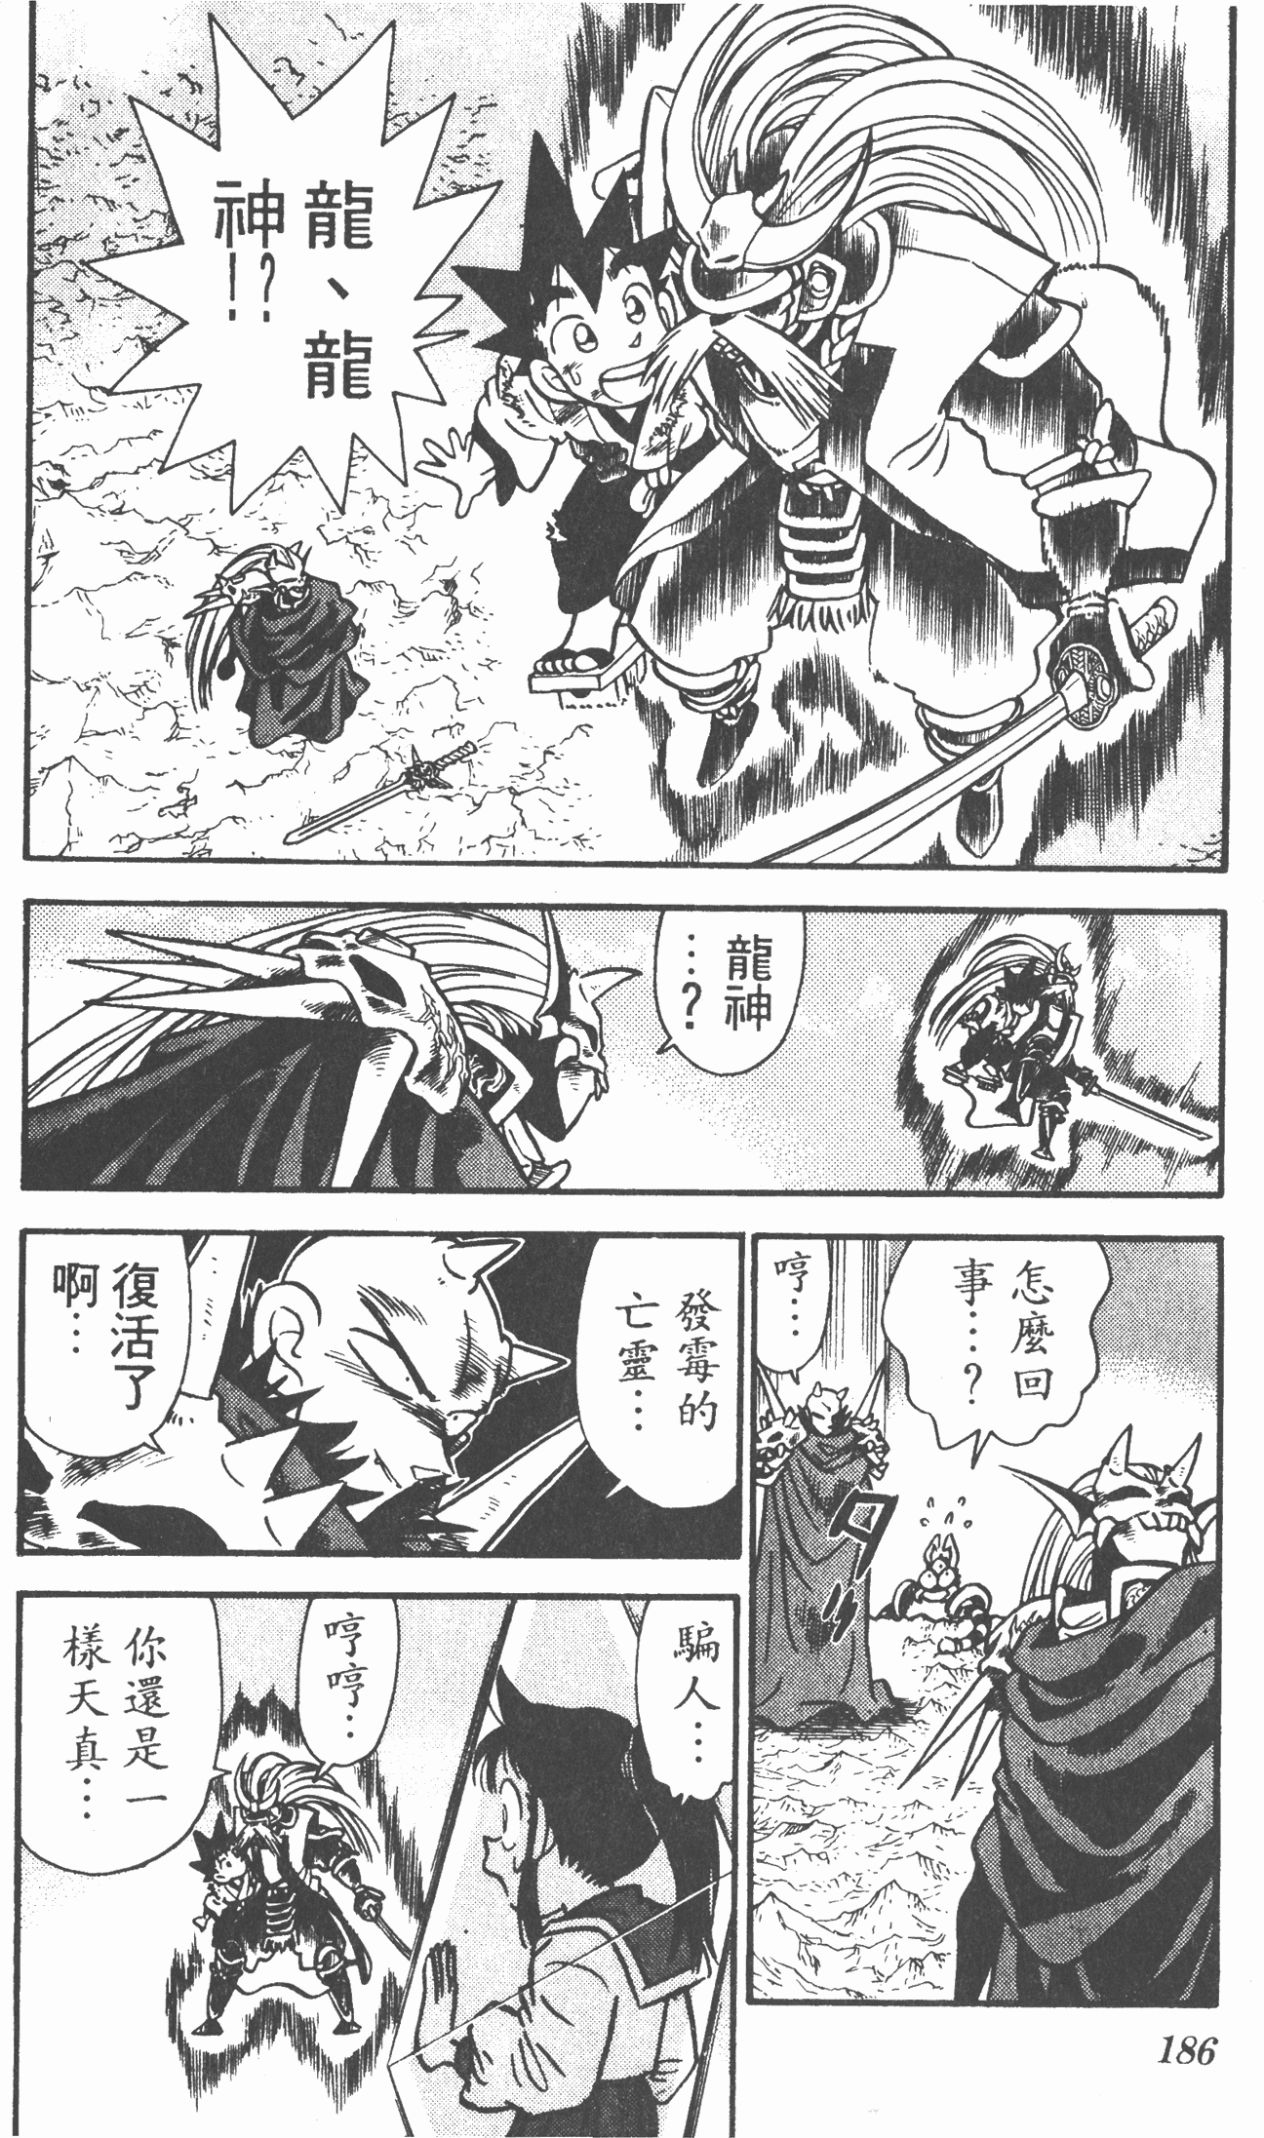 龍、龍
神!?
龍神
…?
怎麼回
事…?
哼…
發霉的
亡靈…
復活了
啊…
騙人…
哼哼…
你還是一
樣天真…
186